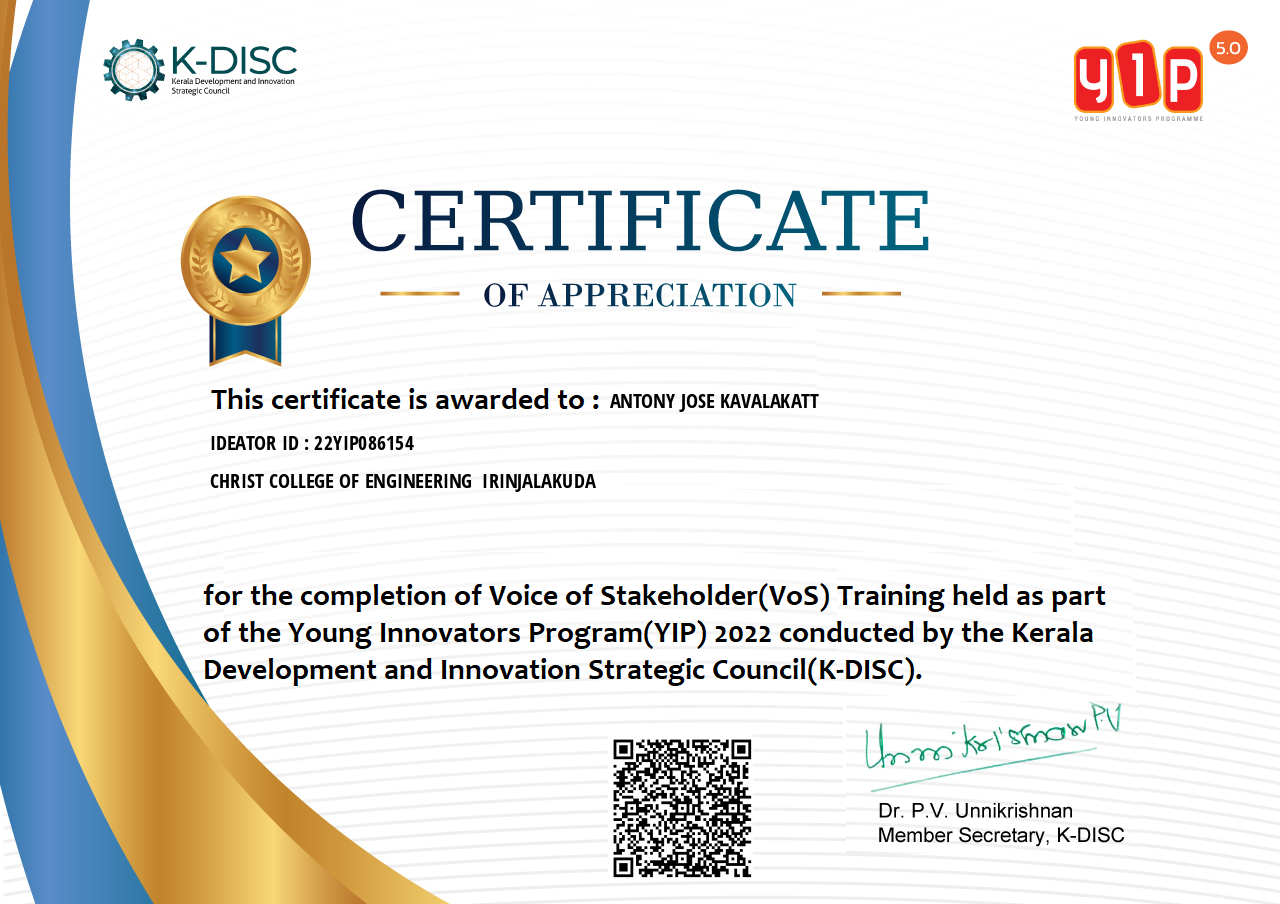 K-DISC
Kerala Development and Innovation
Strategic Council
yip 5.0
YOUNG INNOVATORS PROGRAMME
CERTIFICATE
OF APPRECIATION
This certificate is awarded to : ANTONY JOSE KAVALAKATT
IDEATOR ID : 22YIP086154
CHRIST COLLEGE OF ENGINEERING IRINJALAKUDA
for the completion of Voice of Stakeholder(VoS) Training held as part
of the Young Innovators Program(YIP) 2022 conducted by the Kerala
Development and Innovation Strategic Council(K-DISC).
Unnikrishnan P.V
Dr. P.V. Unnikrishnan
Member Secretary, K-DISC